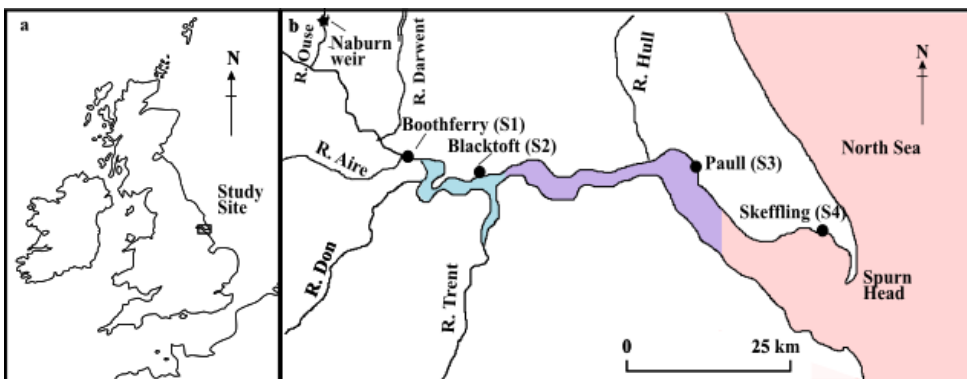 a
N
Study
Site
b
R. Ouse
Naburn
weir
R. Darwent
R. Hull
N
Boothferry (S1)
Blacktoft (S2)
R. Aire
Paull (S3)
North Sea
Skeffling (S4)
R. Don
R. Trent
Spurn
Head
0
25 km